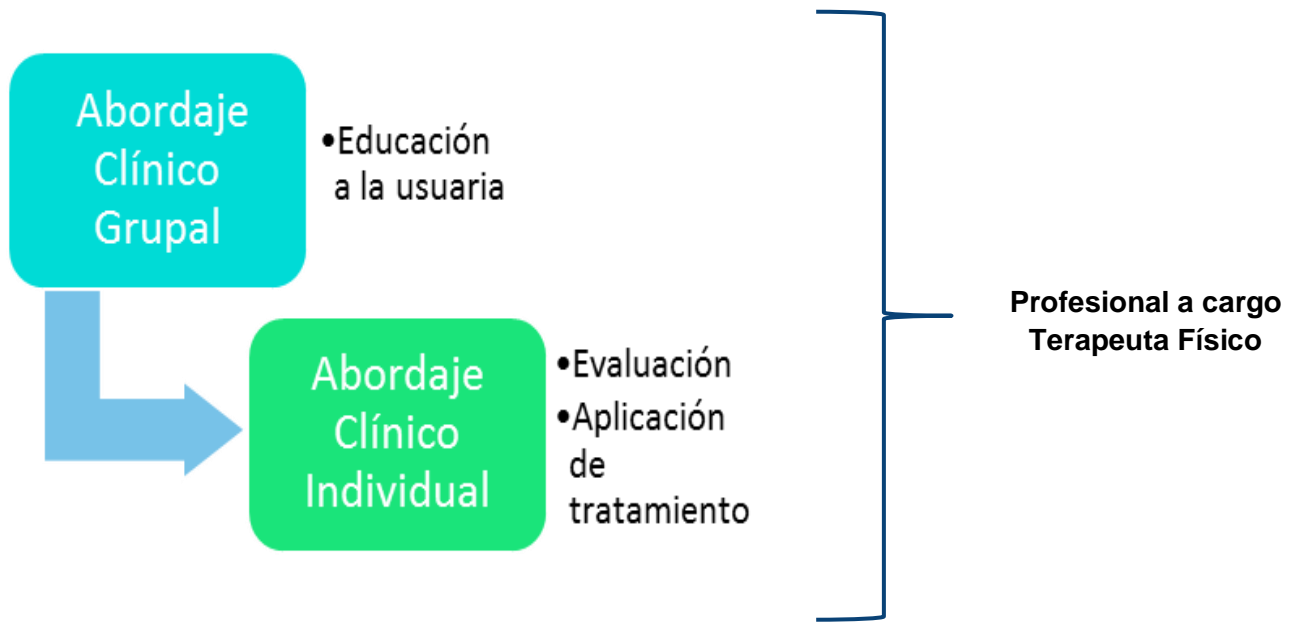 Abordaje
Clínico
Grupal
•Educación
a la usuaria
Abordaje
Clínico
Individual
•Evaluación
•Aplicación
de
tratamiento
Profesional a cargo
Terapeuta Físico